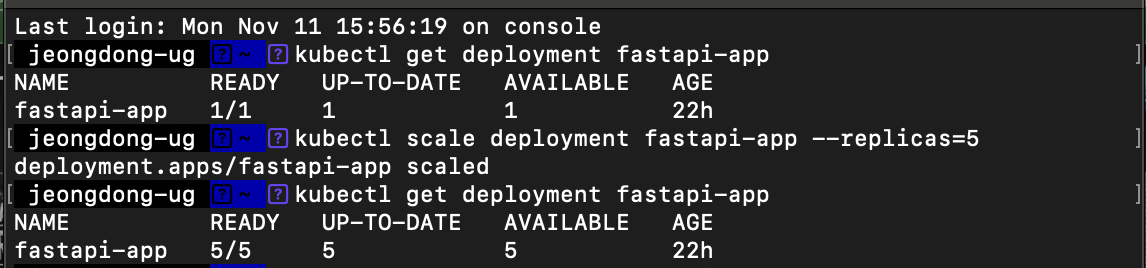 Last login: Mon Nov 11 15:56:19 on console
[ jeongdong-ug ? ~ ? kubectl get deployment fastapi-app ]
NAME READY UP-TO-DATE AVAILABLE AGE
fastapi-app 1/1 1 1 22h
[ jeongdong-ug ? ~ ? kubectl scale deployment fastapi-app --replicas=5 ]
deployment.apps/fastapi-app scaled
[ jeongdong-ug ? ~ ? kubectl get deployment fastapi-app ]
NAME READY UP-TO-DATE AVAILABLE AGE
fastapi-app 5/5 5 5 22h